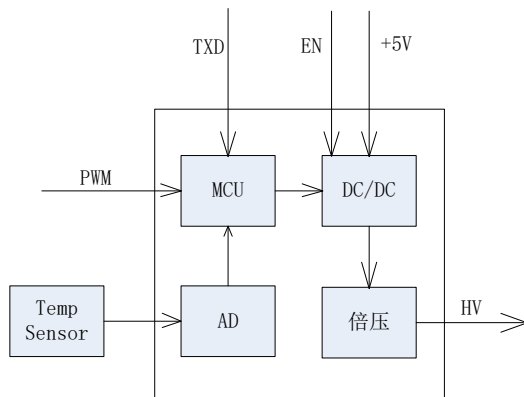 TXD
EN
+5V
PWM
MCU
DC/DC
Temp
Sensor
AD
倍压
HV